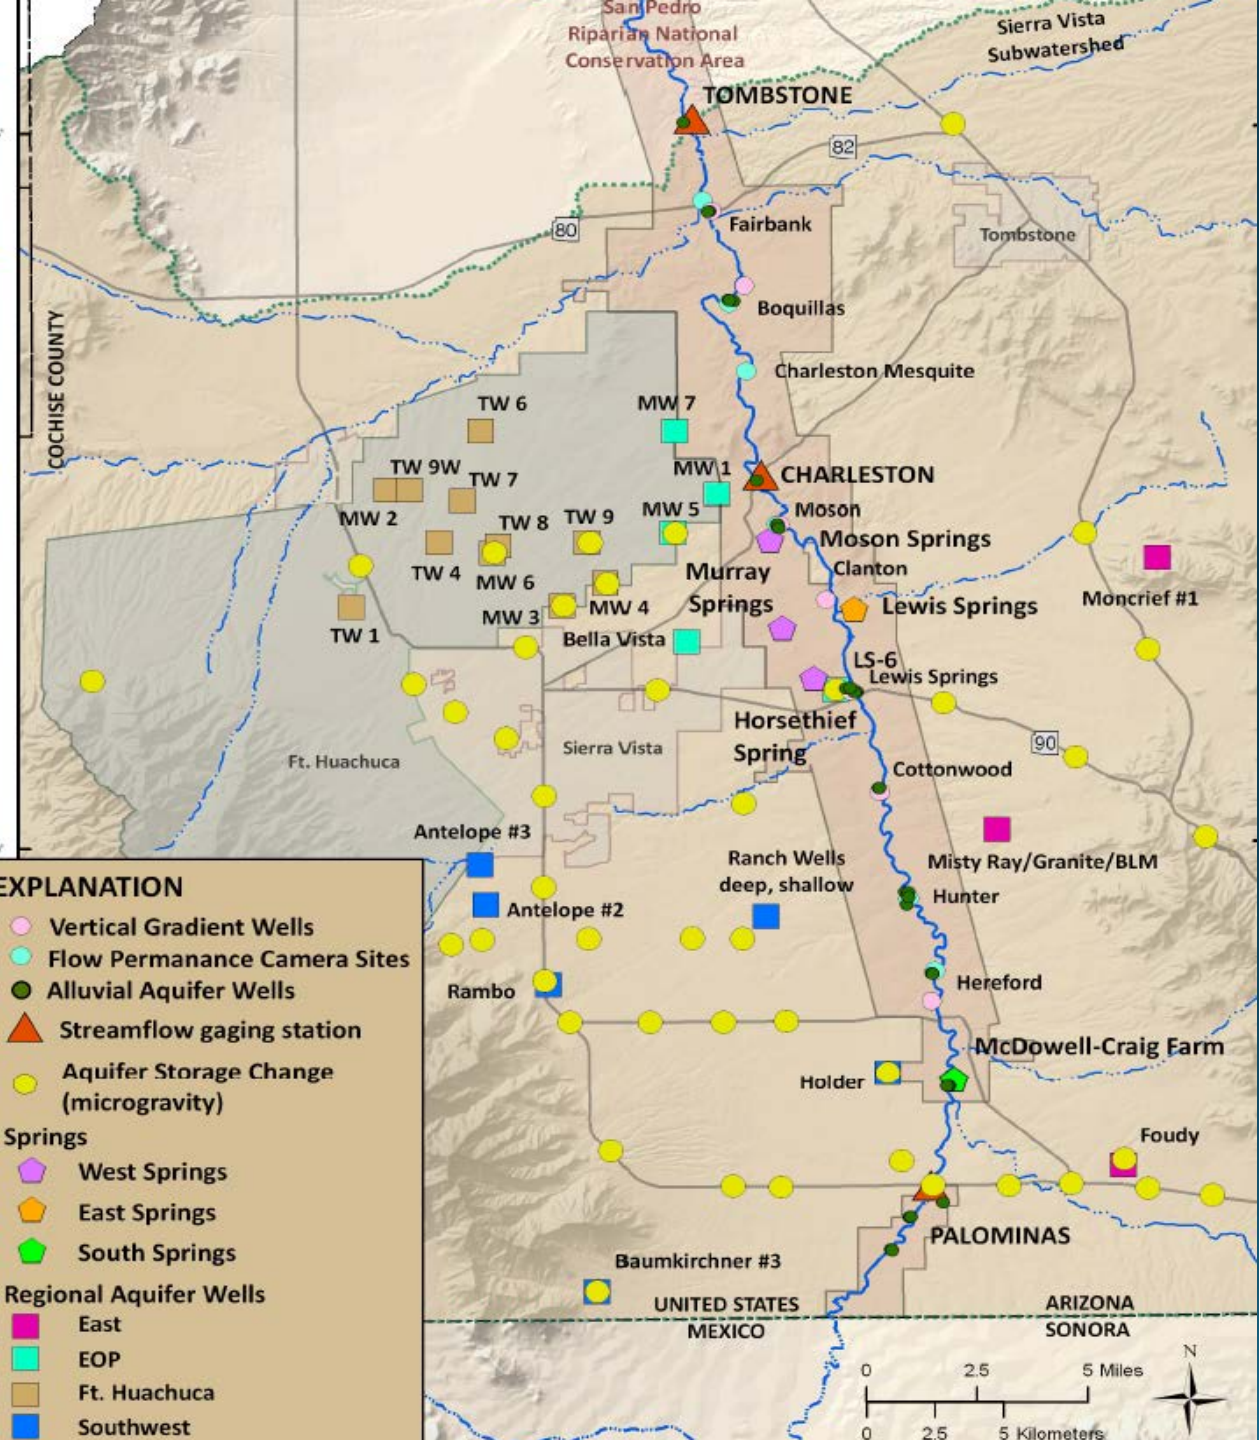 San Pedro
Riparian National
Conservation Area
Sierra Vista
Subwatershed
TOMBSTONE
82
80
Fairbank
Tombstone
COCHISE COUNTY
Boquillas
Charleston Mesquite
TW 6
MW 7
TW 9W
TW 7
MW 1
CHARLESTON
MW 2
TW 8
TW 9
MW 5
Moson
Moson Springs
TW 4
MW 6
Murray
Springs
Clanton
Moncrief #1
MW 3
MW 4
Lewis Springs
TW 1
Bella Vista
LS-6
Lewis Springs
Horsethief
Spring
Ft. Huachuca
Sierra Vista
90
Cottonwood
Antelope #3
Ranch Wells
deep, shallow
Misty Ray/Granite/BLM
Antelope #2
Hunter
Rambo
Hereford
McDowell-Craig Farm
Holder
Foudy
PALOMINAS
Baumkirchner #3
UNITED STATES
MEXICO
ARIZONA
SONORA
N
0 2.5 5 Miles
0 2.5 5 Kilometers
EXPLANATION
Vertical Gradient Wells
Flow Permanance Camera Sites
Alluvial Aquifer Wells
Streamflow gaging station
Aquifer Storage Change
(microgravity)
Springs
West Springs
East Springs
South Springs
Regional Aquifer Wells
East
EOP
Ft. Huachuca
Southwest